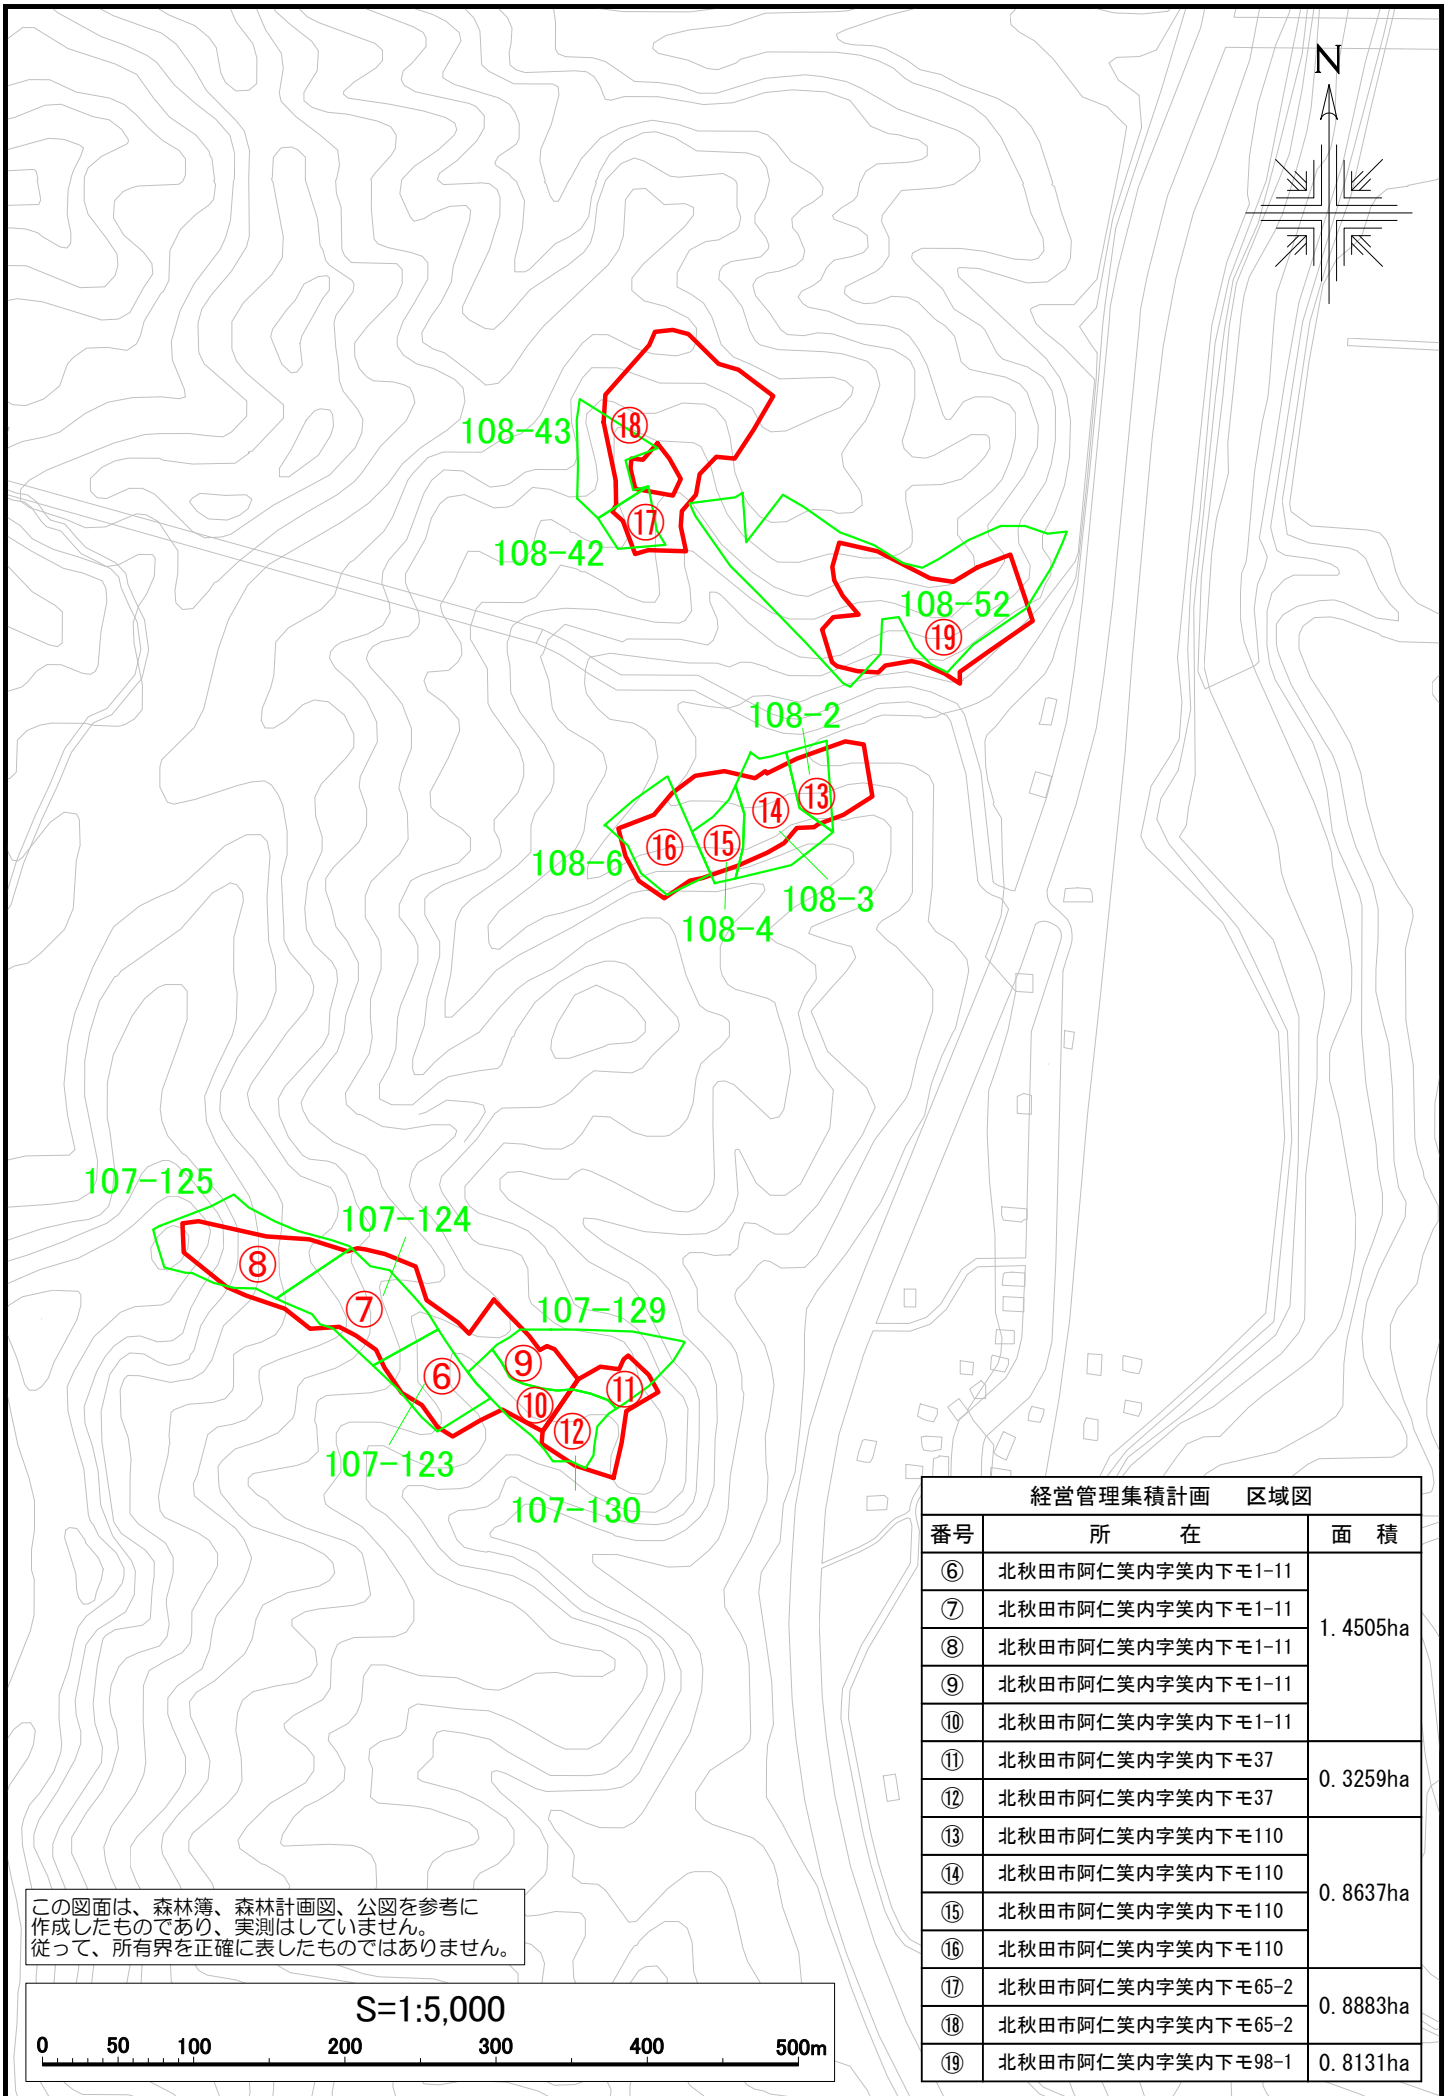 N
108-43
⑱
⑰
108-42
108-52
⑲
108-2
⑬
⑭
⑮
⑯
108-6
108-3
108-4
107-125
107-124
⑧
⑦
107-129
⑨
⑥
⑪
⑩
⑫
107-123
107-130
経営管理集積計画 区域図
番号 所 在 面 積
⑥ 北秋田市阿仁笑内字笑内下モ1-11 1.4505ha
⑦ 北秋田市阿仁笑内字笑内下モ1-11
⑧ 北秋田市阿仁笑内字笑内下モ1-11
⑨ 北秋田市阿仁笑内字笑内下モ1-11
⑩ 北秋田市阿仁笑内字笑内下モ1-11
⑪ 北秋田市阿仁笑内字笑内下モ37 0.3259ha
⑫ 北秋田市阿仁笑内字笑内下モ37
⑬ 北秋田市阿仁笑内字笑内下モ110 0.8637ha
⑭ 北秋田市阿仁笑内字笑内下モ110
⑮ 北秋田市阿仁笑内字笑内下モ110
⑯ 北秋田市阿仁笑内字笑内下モ110
⑰ 北秋田市阿仁笑内字笑内下モ65-2 0.8883ha
⑱ 北秋田市阿仁笑内字笑内下モ65-2
⑲ 北秋田市阿仁笑内字笑内下モ98-1 0.8131ha
この図面は、森林簿、森林計画図、公図を参考に
作成したものであり、実測はしていません。
従って、所有界を正確に表したものではありません。
S=1:5,000
0 50 100 200 300 400 500m